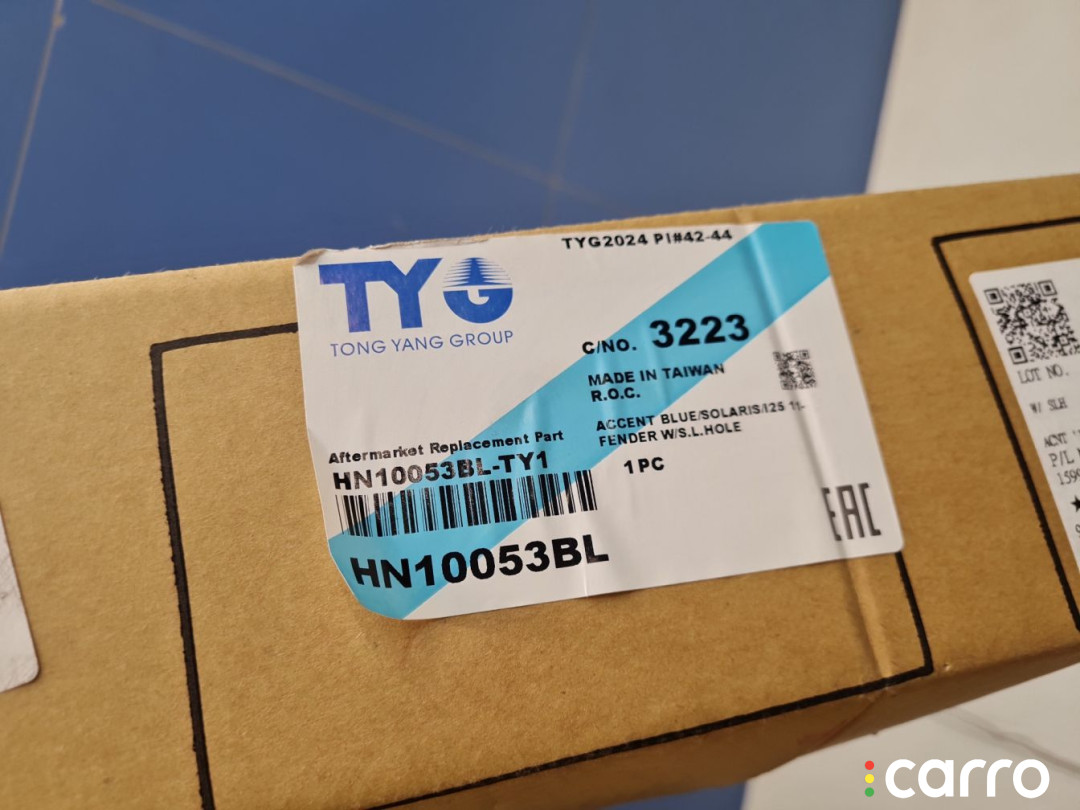 TYG2024 PI#42-44
TYG
TONG YANG GROUP
C/NO. 3223
MADE IN TAIWAN
R.O.C.
ACCENT BLUE/SOLARIS/I25 11-
FENDER W/S.L.HOLE
1PC
Aftermarket Replacement Part
HN10053BL-TY1
HN10053BL
EAC
LOT NO.
W/ SLH
P/L
carro